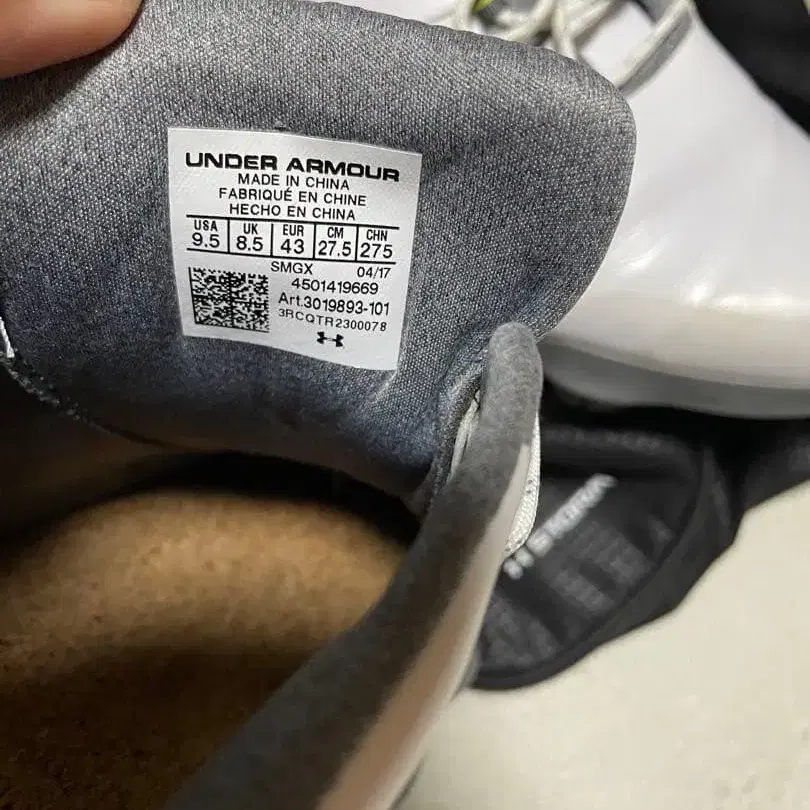 UNDER ARMOUR
MADE IN CHINA
FABRIQUÉ EN CHINE
HECHO EN CHINA
USA UK EUR CM CHN
9.5 8.5 43 27.5 275
SMGX 04/17
4501419669
Art.3019893-101
3RCQTR2300078